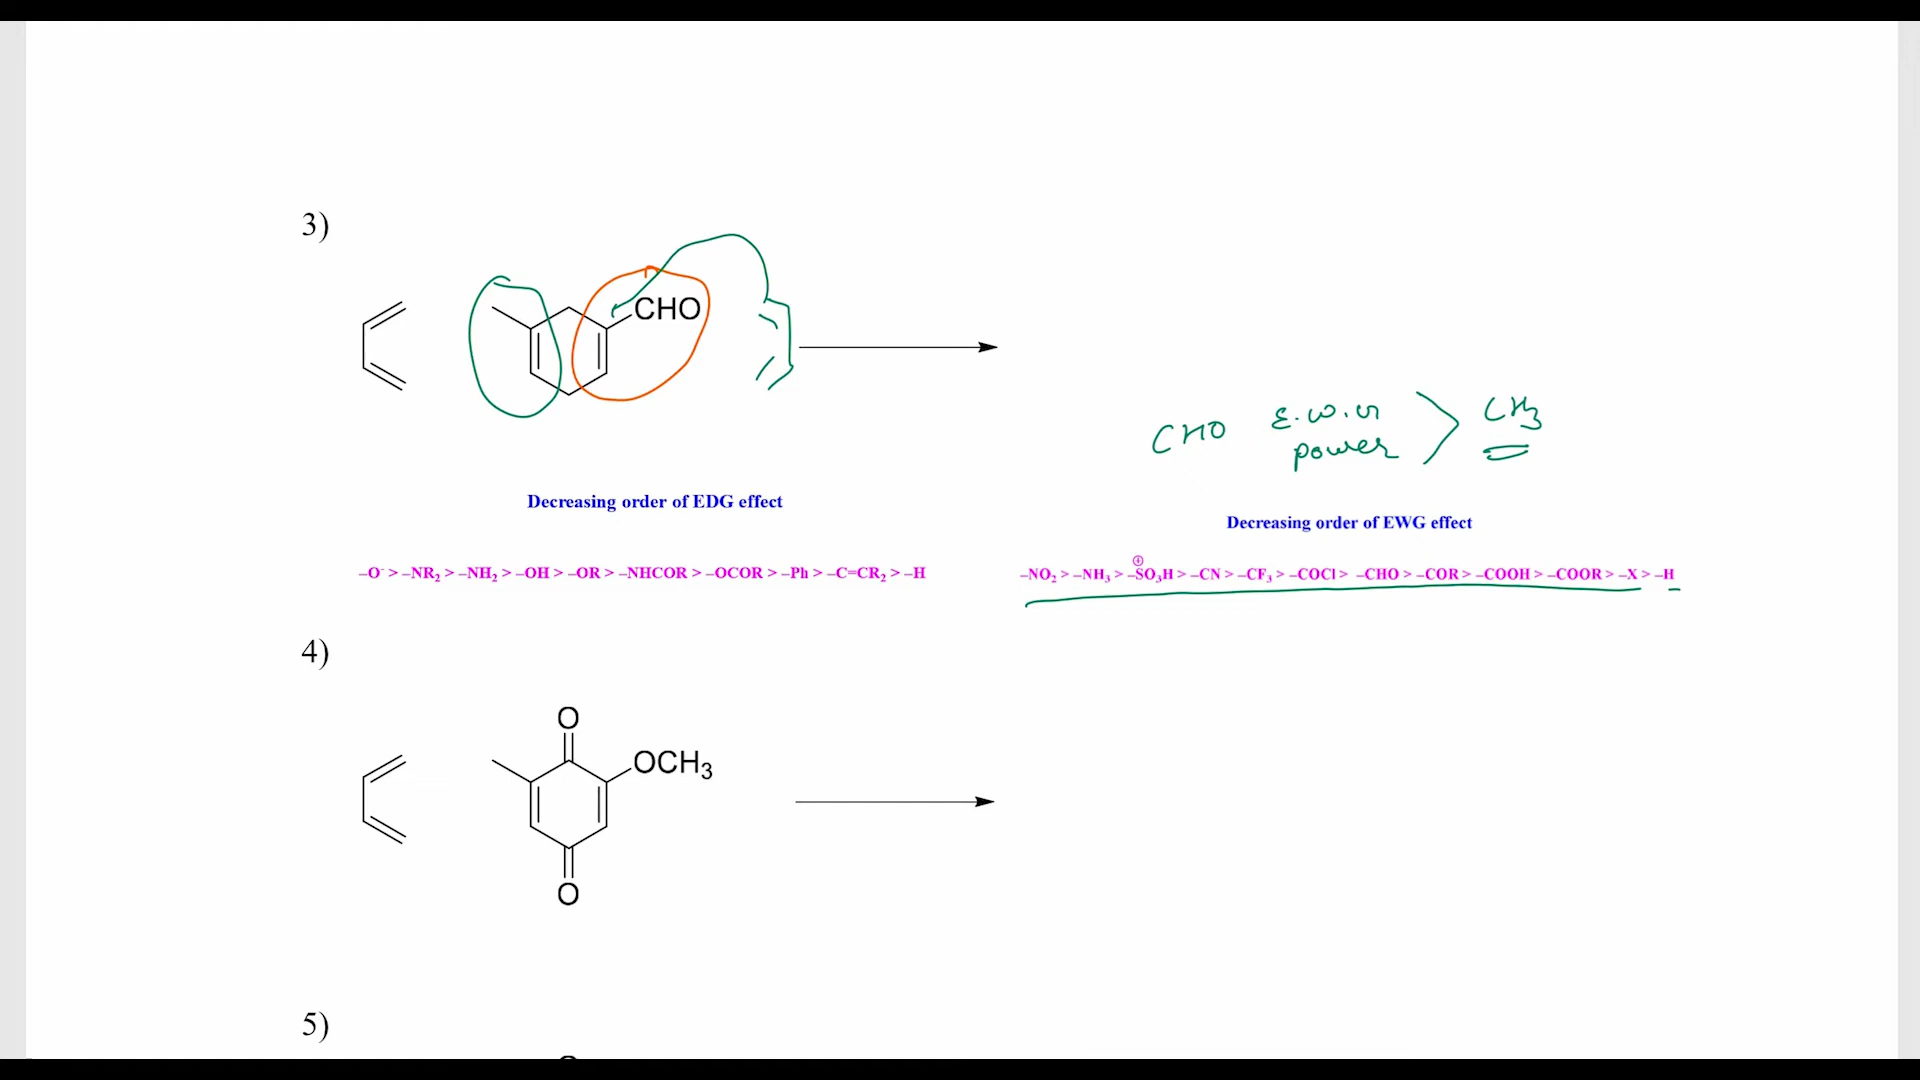 3)
CHO
CHO E.W.G power > CH3
Decreasing order of EDG effect
Decreasing order of EWG effect
–O⁻ > –NR₂ > –NH₂ > –OH > –OR > –NHCOR > –OCOR > –Ph > –C=CR₂ > –H
–NO₂ > –NH₃ > –SO₃H > –CN > –CF₃ > –COCl > –CHO > –COR > –COOH > –COOR > –X > –H
⊕
4)
O
OCH₃
O
5)